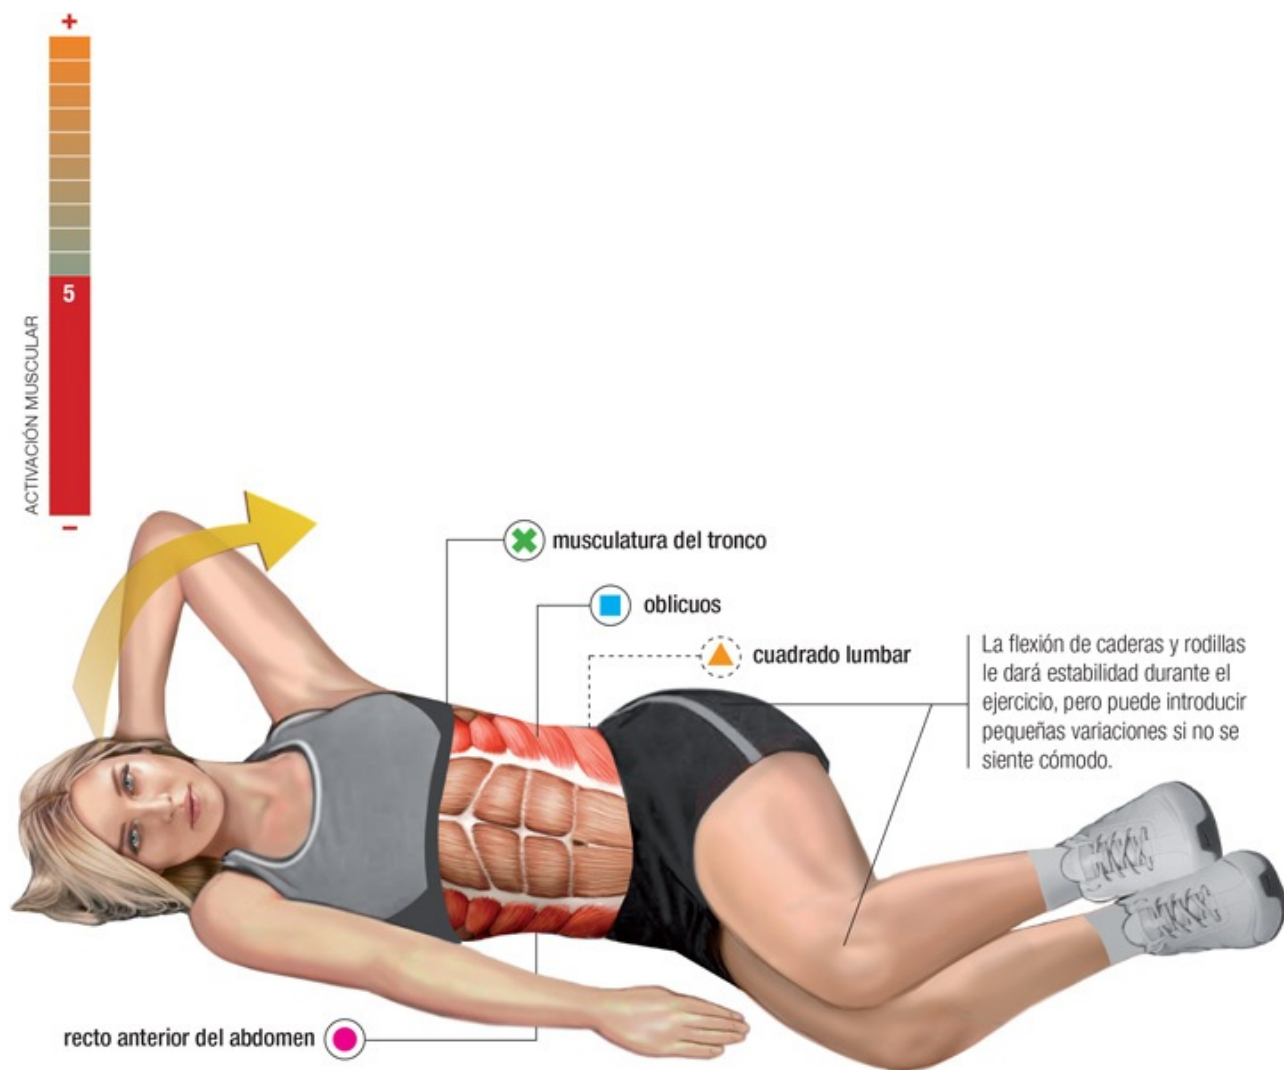 +
5
ACTIVACIÓN MUSCULAR
–
musculatura del tronco
oblicuos
cuadrado lumbar
La flexión de caderas y rodillas
le dará estabilidad durante el
ejercicio, pero puede introducir
pequeñas variaciones si no se
siente cómodo.
recto anterior del abdomen